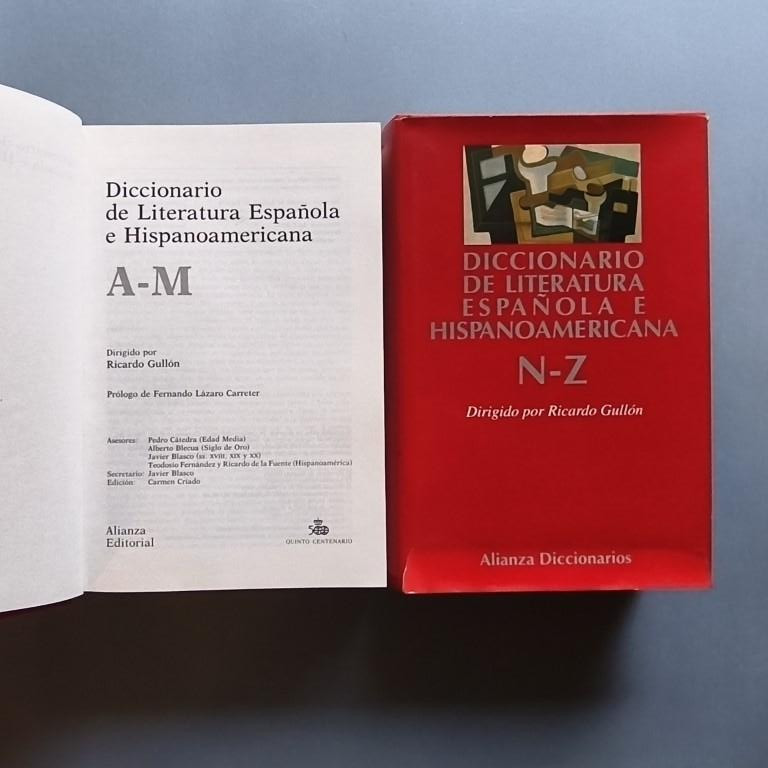 Diccionario
de Literatura Española
e Hispanoamericana
A-M
Dirigido por
Ricardo Gullón
Prólogo de Fernando Lázaro Carreter
Asesores: Pedro Cátedra (Edad Media)
Alberto Blecua (Siglo de Oro)
Javier Blasco (ss. XVIII, XIX y XX)
Teodosio Fernández y Ricardo de la Fuente (Hispanoamérica)
Secretario: Javier Blasco
Edición: Carmen Criado
Alianza
Editorial
QUINTO CENTENARIO
DICCIONARIO
DE LITERATURA
ESPAÑOLA E
HISPANOAMERICANA
N-Z
Dirigido por Ricardo Gullón
Alianza Diccionarios